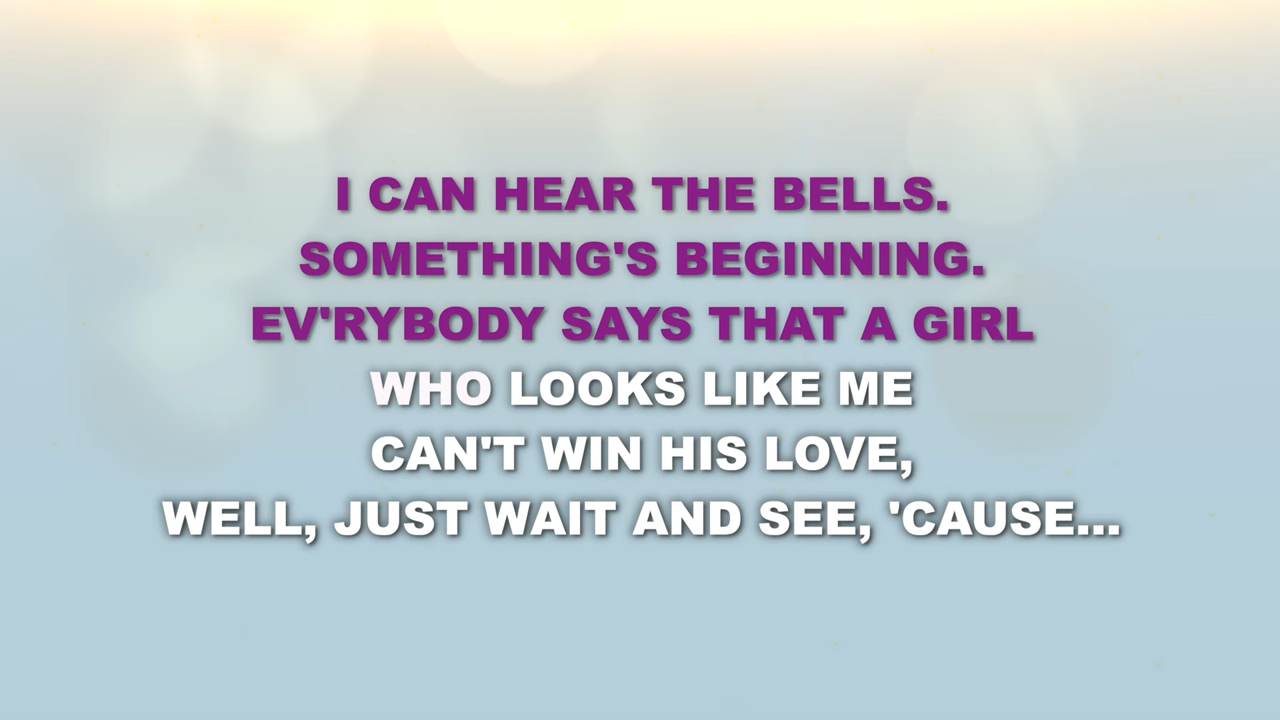 I CAN HEAR THE BELLS.
SOMETHING'S BEGINNING.
EV'RYBODY SAYS THAT A GIRL
WHO LOOKS LIKE ME
CAN'T WIN HIS LOVE,
WELL, JUST WAIT AND SEE, 'CAUSE...